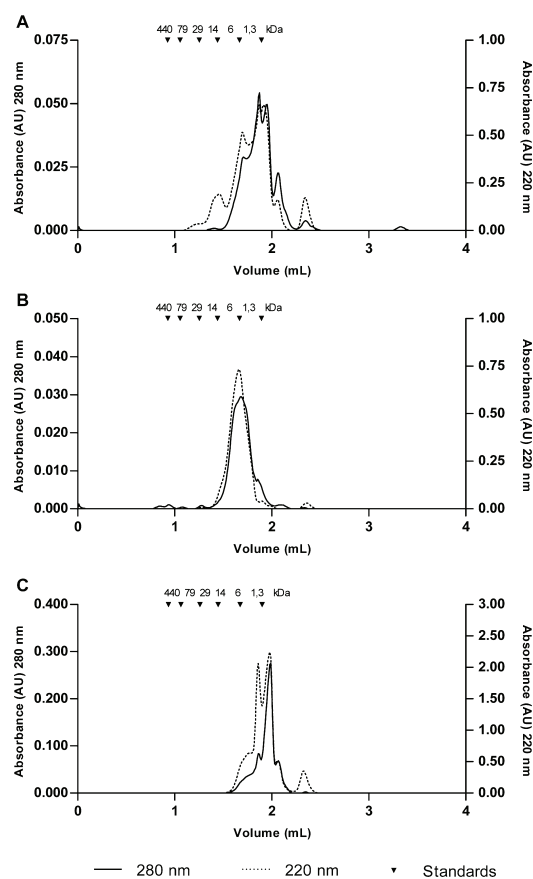 A
440 79 29 14 6 1,3 kDa
0.075 1.00
0.75
0.050
0.50
0.025
0.25
0.000 0.00
0 1 2 3 4
Volume (mL)
Absorbance (AU) 280 nm
Absorbance (AU) 220 nm
B
440 79 29 14 6 1,3 kDa
0.050 1.00
0.040
0.75
0.030
0.50
0.020
0.25
0.010
0.000 0.00
0 1 2 3 4
Volume (mL)
Absorbance (AU) 280 nm
Absorbance (AU) 220 nm
C
440 79 29 14 6 1,3 kDa
0.400 3.00
2.50
0.300
2.00
0.200 1.50
1.00
0.100
0.50
0.000 0.00
0 1 2 3 4
Volume (mL)
Absorbance (AU) 280 nm
Absorbance (AU) 220 nm
280 nm 220 nm Standards